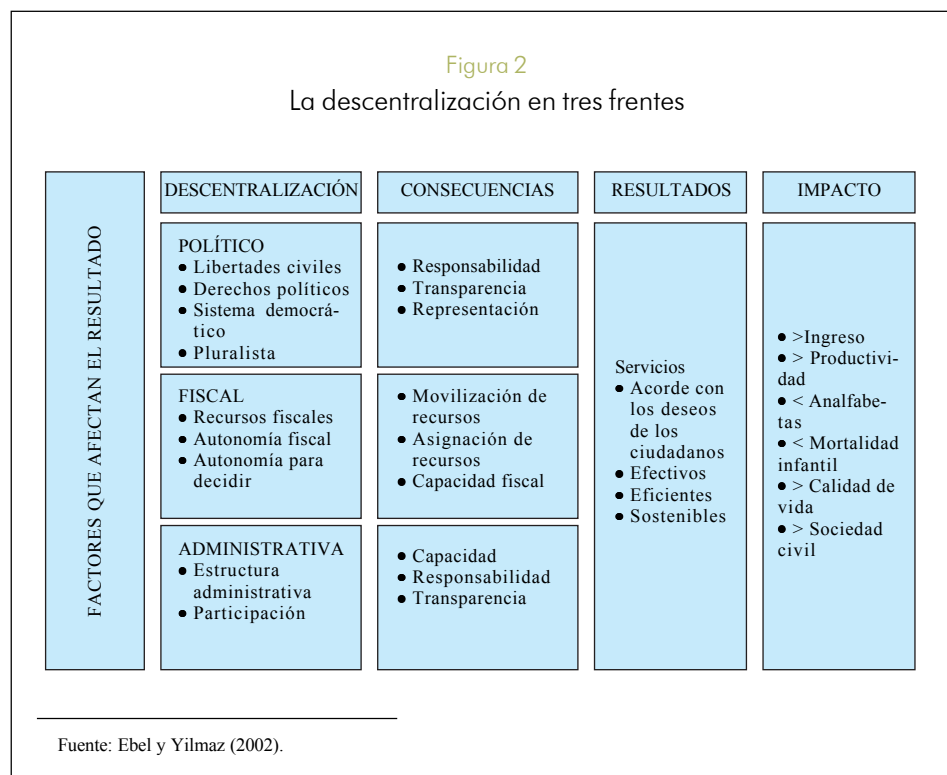 Figura 2
La descentralización en tres frentes
FACTORES QUE AFECTAN EL RESULTADO
DESCENTRALIZACIÓN
POLÍTICO
● Libertades civiles
● Derechos políticos
● Sistema democrá-
tico
● Pluralista
FISCAL
● Recursos fiscales
● Autonomía fiscal
● Autonomía para
decidir
ADMINISTRATIVA
● Estructura
administrativa
● Participación
CONSECUENCIAS
● Responsabilidad
● Transparencia
● Representación
● Movilización de
recursos
● Asignación de
recursos
● Capacidad fiscal
● Capacidad
● Responsabilidad
● Transparencia
RESULTADOS
Servicios
● Acorde con
los deseos
de los
ciudadanos
● Efectivos
● Eficientes
● Sostenibles
IMPACTO
● >Ingreso
● > Productivi-
dad
● < Analfabe-
tas
● < Mortalidad
infantil
● > Calidad de
vida
● > Sociedad
civil
Fuente: Ebel y Yilmaz (2002).